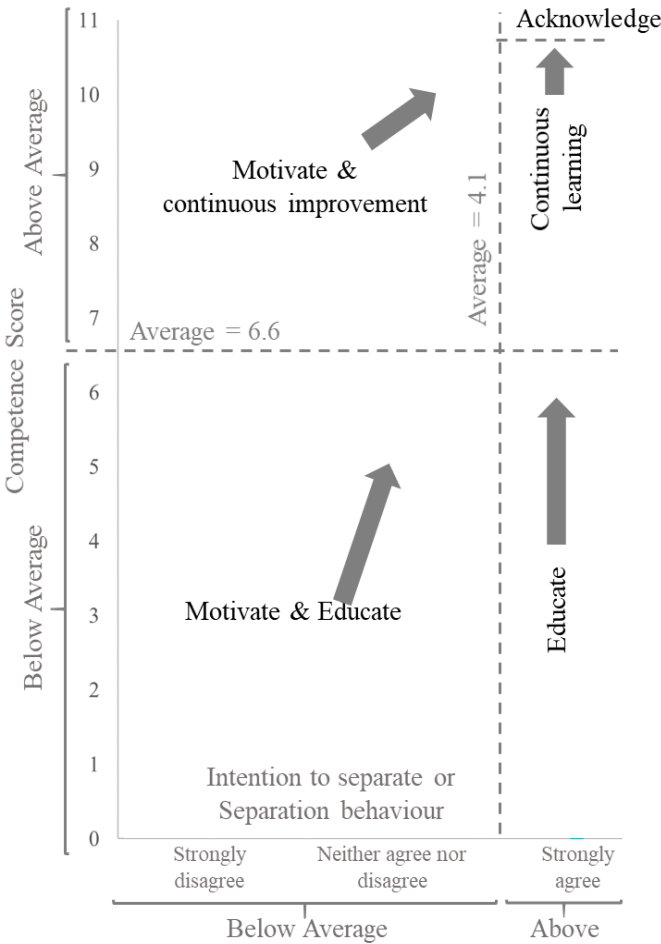 11
Acknowledge
10
9
8
7
6
5
4
3
2
1
0
Above Average
Competence Score
Below Average
Motivate &
continuous improvement
Average = 4.1
Continuous
learning
Average = 6.6
Motivate & Educate
Educate
Intention to separate or
Separation behaviour
Strongly
disagree
Neither agree nor
disagree
Strongly
agree
Below Average
Above